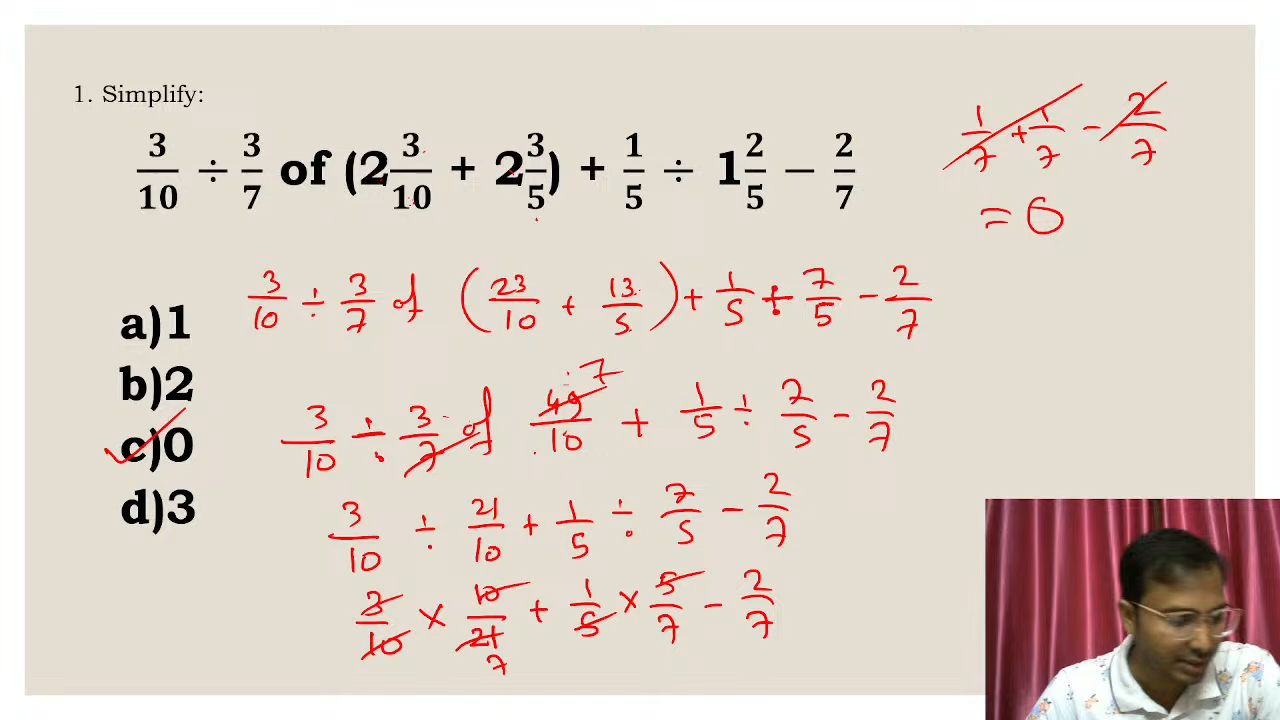 1. Simplify:
3/10 ÷ 3/7 of (2 3/10 + 2 3/5) + 1/5 ÷ 1 2/5 − 2/7
1/7 + 1/7 − 2/7
= 0
3/10 ÷ 3/7 of (23/10 + 13/5) + 1/5 ÷ 7/5 − 2/7
a)1
b)2
c)0
d)3
3/10 ÷ 3/7 of 49/10 + 1/5 ÷ 7/5 − 2/7
7
3/10 ÷ 21/10 + 1/5 ÷ 7/5 − 2/7
3/10 × 10/21 + 1/5 × 5/7 − 2/7
7